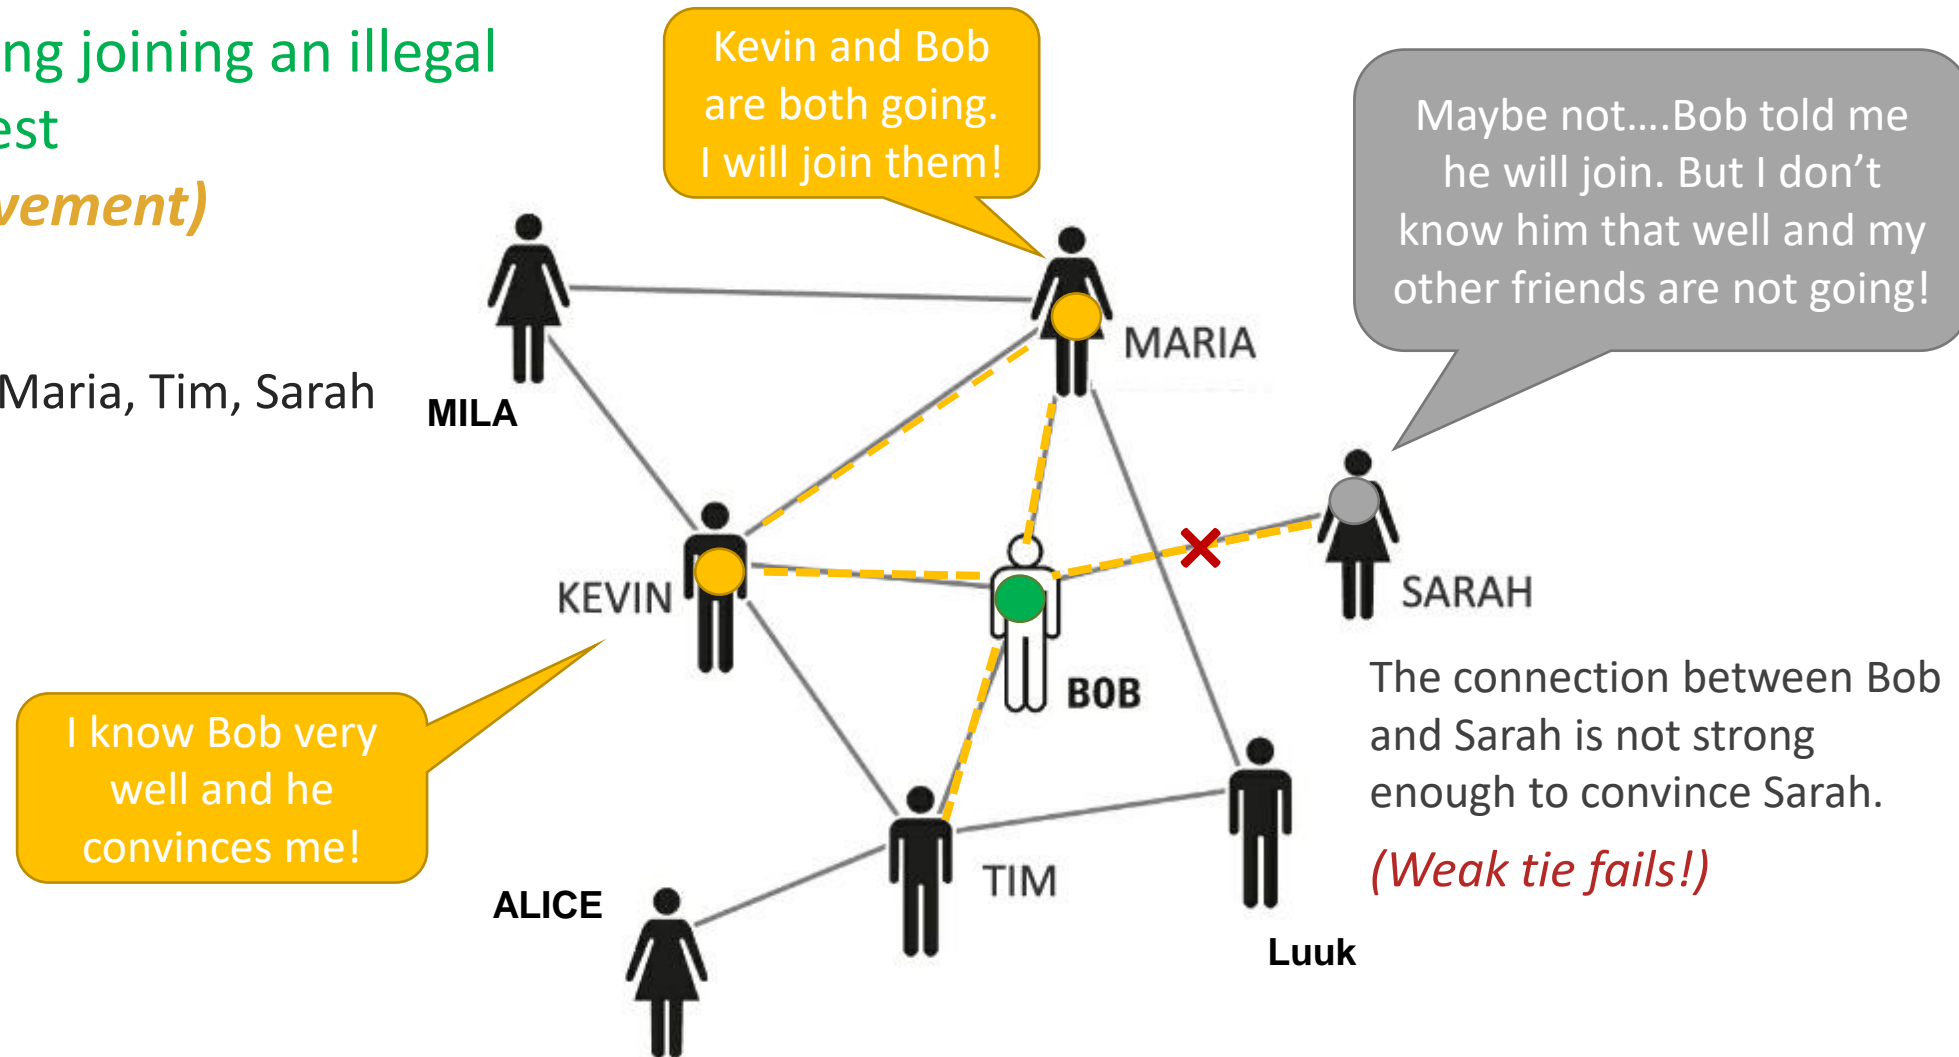 ng joining an illegal
est
vement)
Maria, Tim, Sarah
Kevin and Bob
are both going.
I will join them!
Maybe not....Bob told me
he will join. But I don't
know him that well and my
other friends are not going!
MARIA
MILA
KEVIN
SARAH
BOB
I know Bob very
well and he
convinces me!
The connection between Bob
and Sarah is not strong
enough to convince Sarah.
(Weak tie fails!)
TIM
ALICE
Luuk